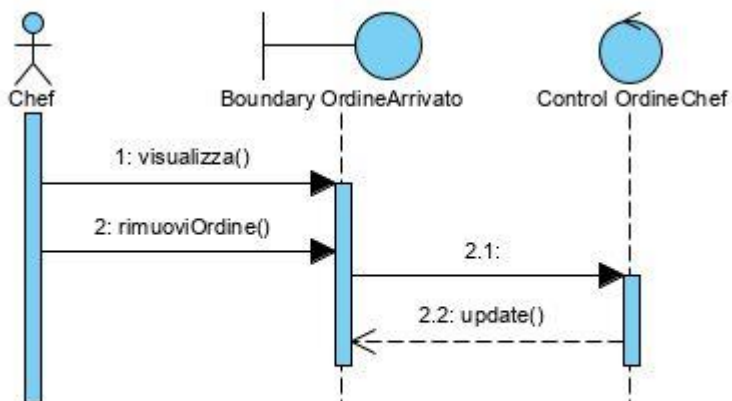 Chef
Boundary OrdineArrivato
Control OrdineChef
1: visualizza()
2: rimuoviOrdine()
2.1:
2.2: update()